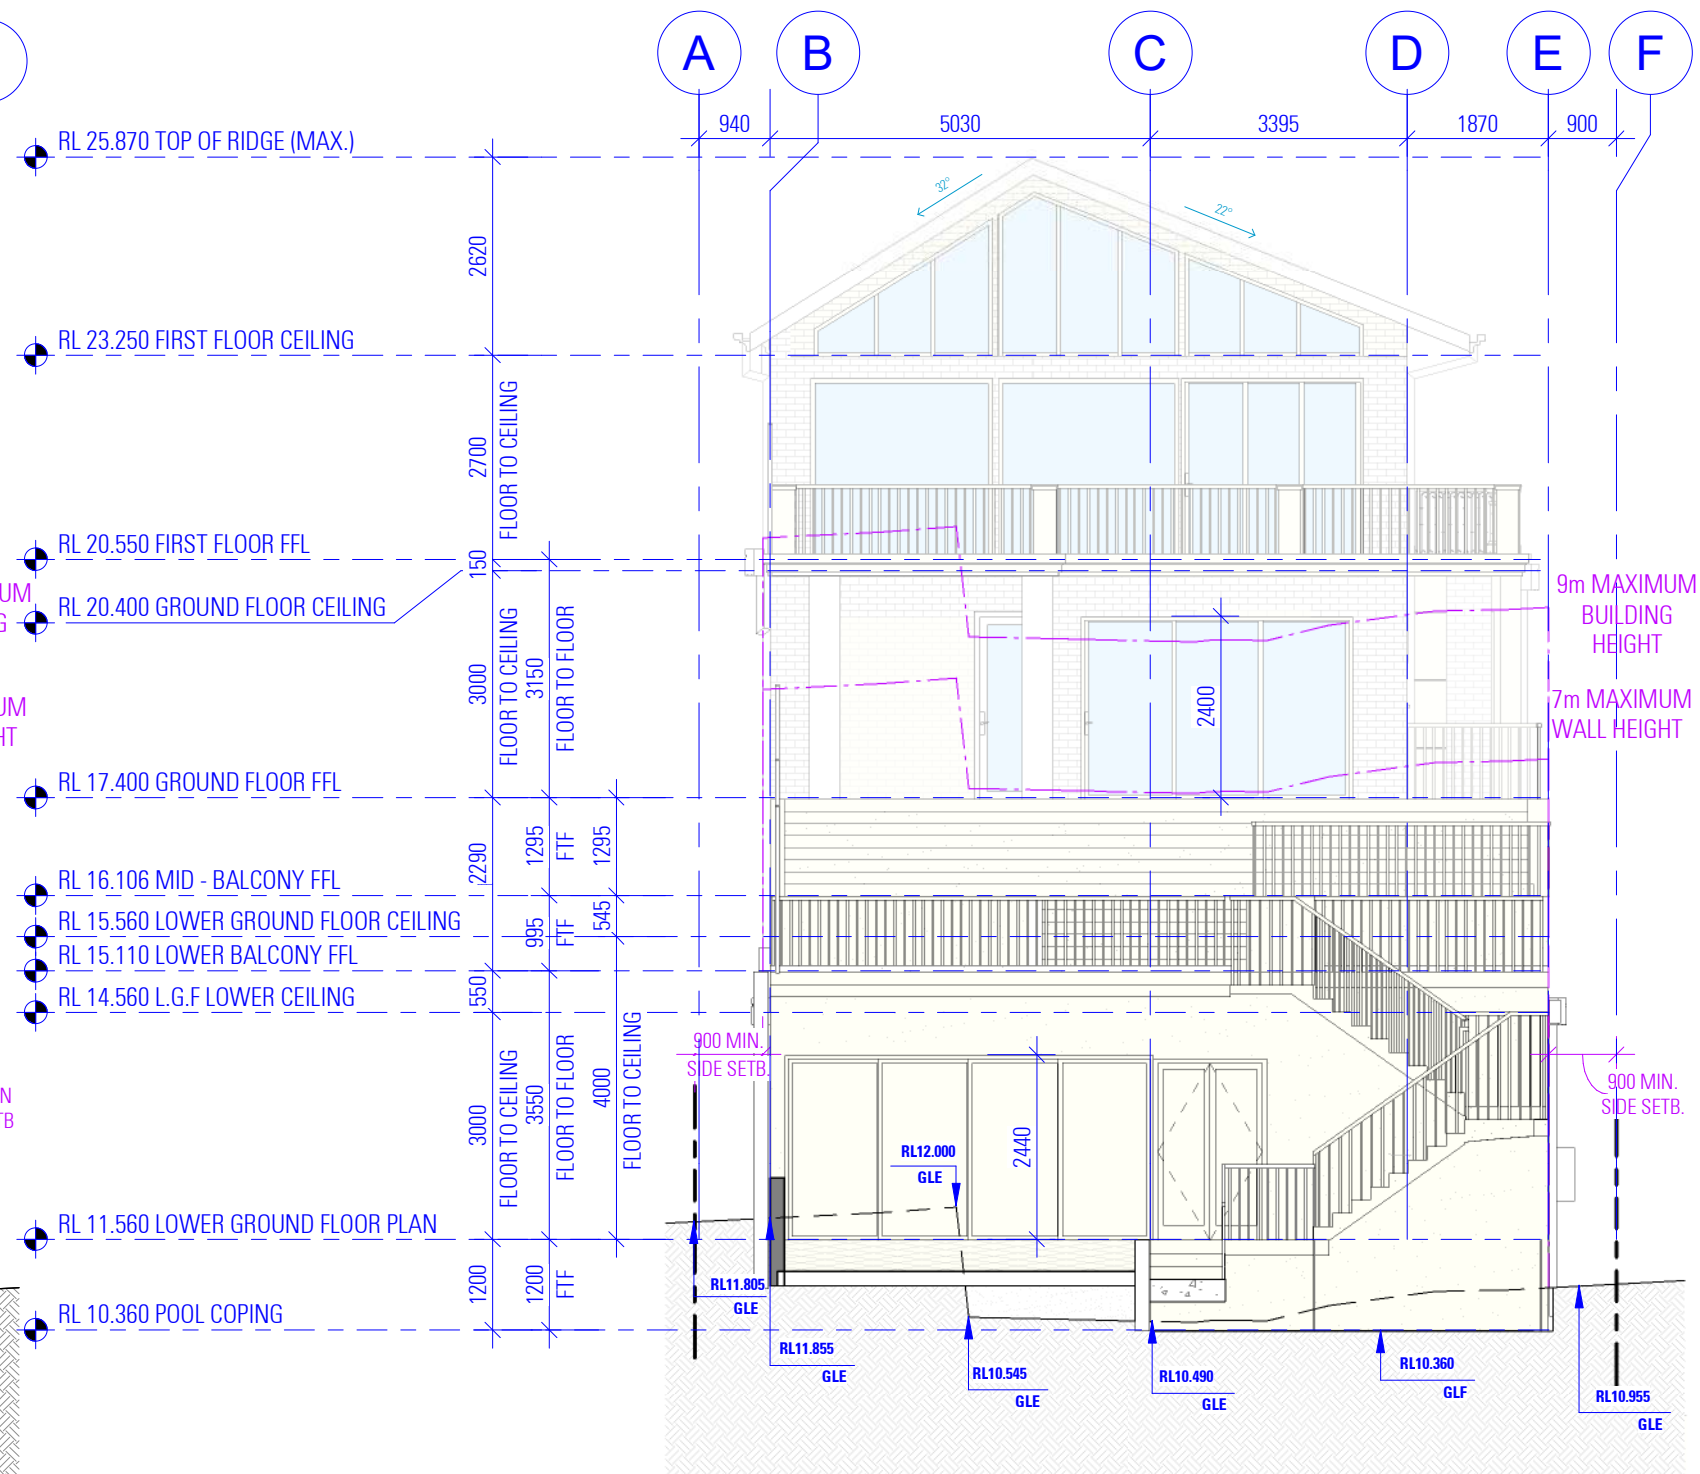 A
B
C
D
E
F
940
5030
3395
1870
900
RL 25.870 TOP OF RIDGE (MAX.)
32°
22°
2620
RL 23.250 FIRST FLOOR CEILING
2700
FLOOR TO CEILING
RL 20.550 FIRST FLOOR FFL
150
UM
G
RL 20.400 GROUND FLOOR CEILING
9m MAXIMUM
BUILDING
HEIGHT
3000
FLOOR TO CEILING
3150
FLOOR TO FLOOR
2400
UM
HT
7m MAXIMUM
WALL HEIGHT
RL 17.400 GROUND FLOOR FFL
2290
1295
FTF
1295
RL 16.106 MID - BALCONY FFL
RL 15.560 LOWER GROUND FLOOR CEILING
995
FTF
545
RL 15.110 LOWER BALCONY FFL
550
RL 14.560 L.G.F LOWER CEILING
900 MIN.
SIDE SETB.
3000
FLOOR TO CEILING
3550
FLOOR TO FLOOR
4000
FLOOR TO CEILING
2440
900 MIN.
SIDE SETB.
N
TB
RL12.000
GLE
RL 11.560 LOWER GROUND FLOOR PLAN
1200
1200
FTF
RL11.805
GLE
RL 10.360 POOL COPING
RL11.855
GLE
RL10.545
GLE
RL10.490
GLE
RL10.360
GLF
RL10.955
GLE